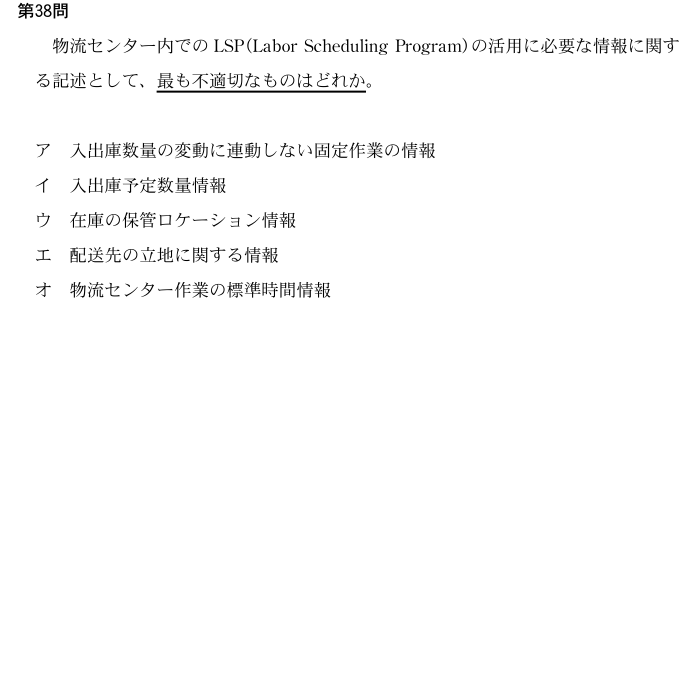 第38問
物流センター内での LSP(Labor Scheduling Program)の活用に必要な情報に関す
る記述として、最も不適切なものはどれか。
ア 入出庫数量の変動に連動しない固定作業の情報
イ 入出庫予定数量情報
ウ 在庫の保管ロケーション情報
エ 配送先の立地に関する情報
オ 物流センター作業の標準時間情報